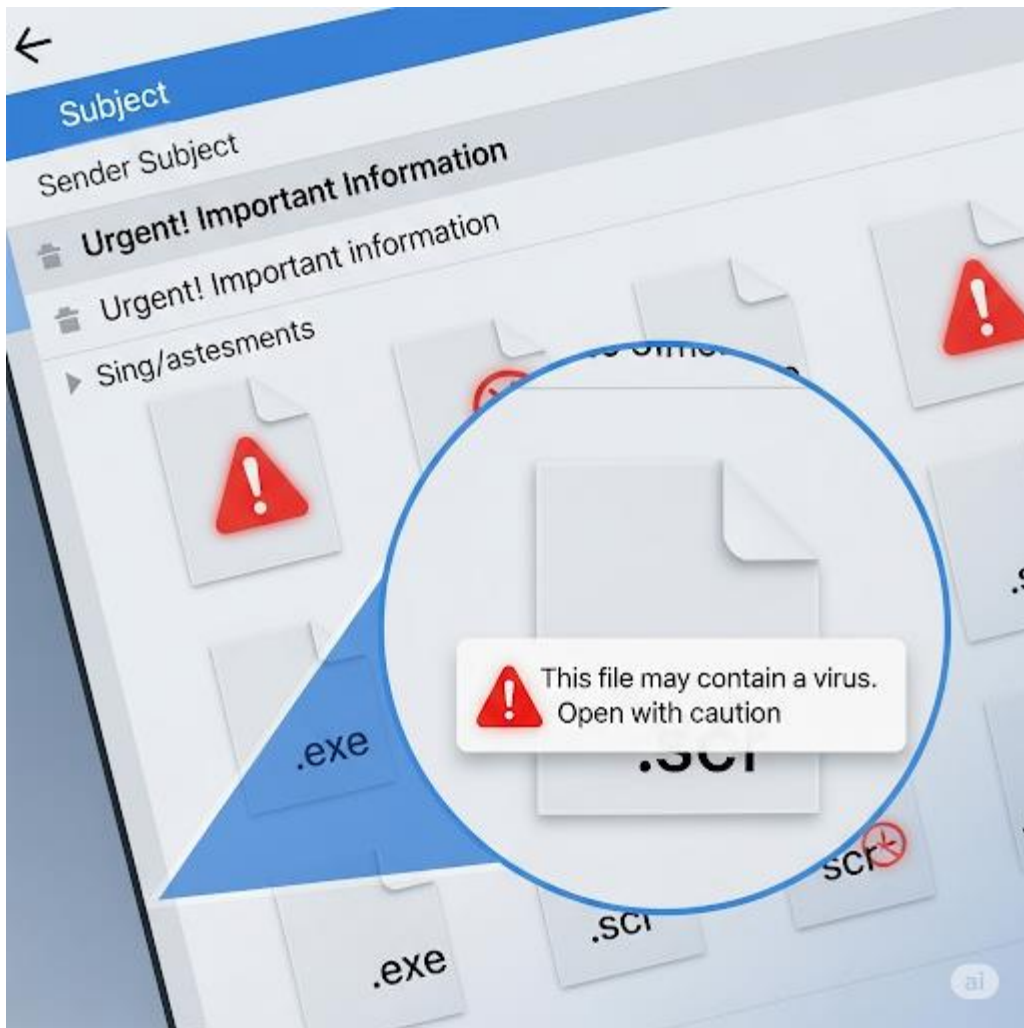 Subject
Sender Subject
Urgent! Important Information
Urgent! Important information
Sing/astesments
This file may contain a virus.
Open with caution
.scr
.exe
scr
.scr
.exe
ai